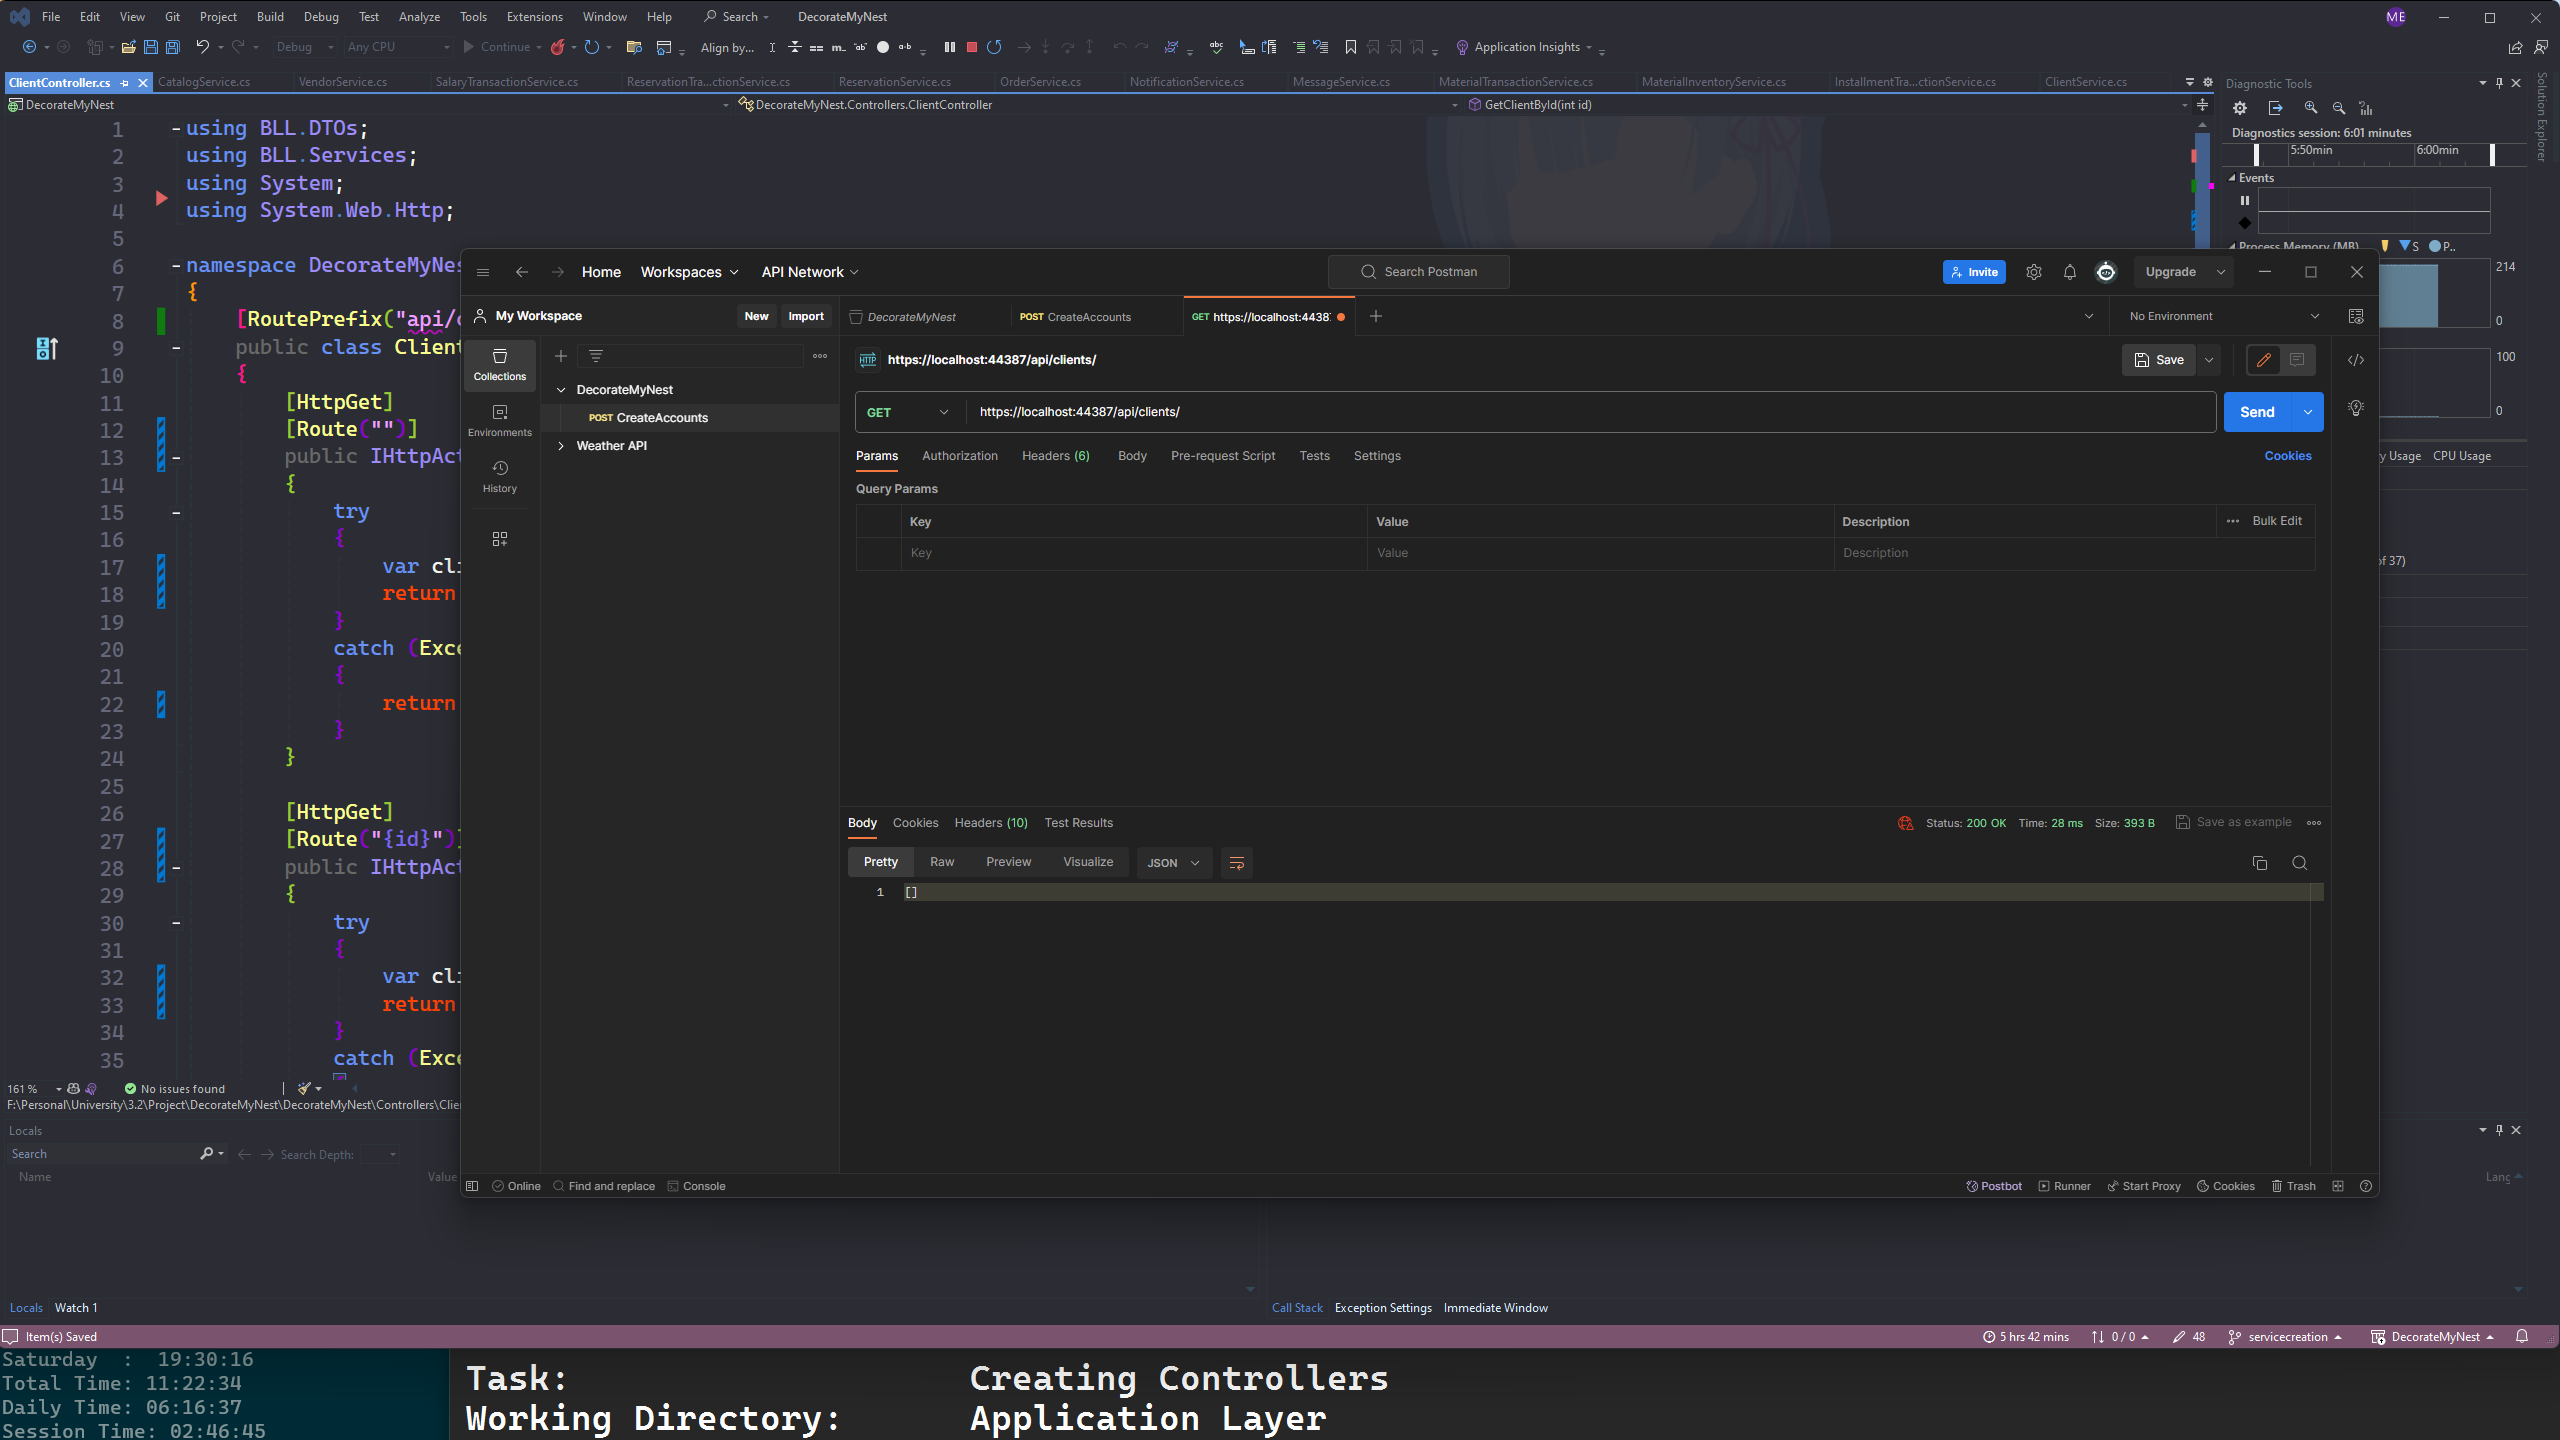 File Edit View Git Project Build Debug Test Analyze Tools Extensions Window Help Search DecorateMyNest ME
Debug Any CPU Continue Align by... Application Insights
ClientController.cs CatalogService.cs VendorServices.cs SalaryTransactionService.cs ReservationTra...ctionService.cs ReservationService.cs OrderService.cs NotificationService.cs MessageService.cs MaterialTransactionService.cs MaterialInventoryService.cs InstallmentTra...ctionService.cs ClientService.cs
DecorateMyNest DecorateMyNest.Controllers.ClientController GetClientById(int id)
Diagnostic Tools
Solution Explorer
Diagnostics session: 6:01 minutes
5:50min 6:00min
Events
Process Memory (MB) S P..
214
0
100
0
y Usage CPU Usage
of 37)
1 using BLL.DTOs;
2 using BLL.Services;
3 using System;
4 using System.Web.Http;
5
6 namespace DecorateMyNes
7 {
8 [RoutePrefix("api/c
9 public class Client
10 {
11 [HttpGet]
12 [Route("")]
13 public IHttpAct
14 {
15 try
16 {
17 var cli
18 return
19 }
20 catch (Exce
21 {
22 return
23 }
24 }
25
26 [HttpGet]
27 [Route("{id}")]
28 public IHttpAct
29 {
30 try
31 {
32 var cli
33 return
34 }
35 catch (Exce
161 % No issues found
F:\Personal\University\3.2\Project\DecorateMyNest\DecorateMyNest\Controllers\Clie
Home Workspaces API Network Search Postman Invite Upgrade
My Workspace New Import
DecorateMyNest POST CreateAccounts GET https://localhost:4438 No Environment
Collections
Environments
History
DecorateMyNest
POST CreateAccounts
Weather API
HTTP https://localhost:44387/api/clients/ Save
GET https://localhost:44387/api/clients/ Send
Params Authorization Headers (6) Body Pre-request Script Tests Settings Cookies
Query Params
Key Value Description Bulk Edit
Key Value Description
Body Cookies Headers (10) Test Results Status: 200 OK Time: 28 ms Size: 393 B Save as example
Pretty Raw Preview Visualize JSON
1 []
Online Find and replace Console Postbot Runner Start Proxy Cookies Trash
Locals
Search Search Depth:
Name Value Lang
Locals Watch 1
Call Stack Exception Settings Immediate Window
Item(s) Saved 5 hrs 42 mins 0 / 0 48 servicecreation DecorateMyNest
Saturday : 19:30:16
Total Time: 11:22:34
Daily Time: 06:16:37
Session Time: 02:46:45
Task: Creating Controllers
Working Directory: Application Layer